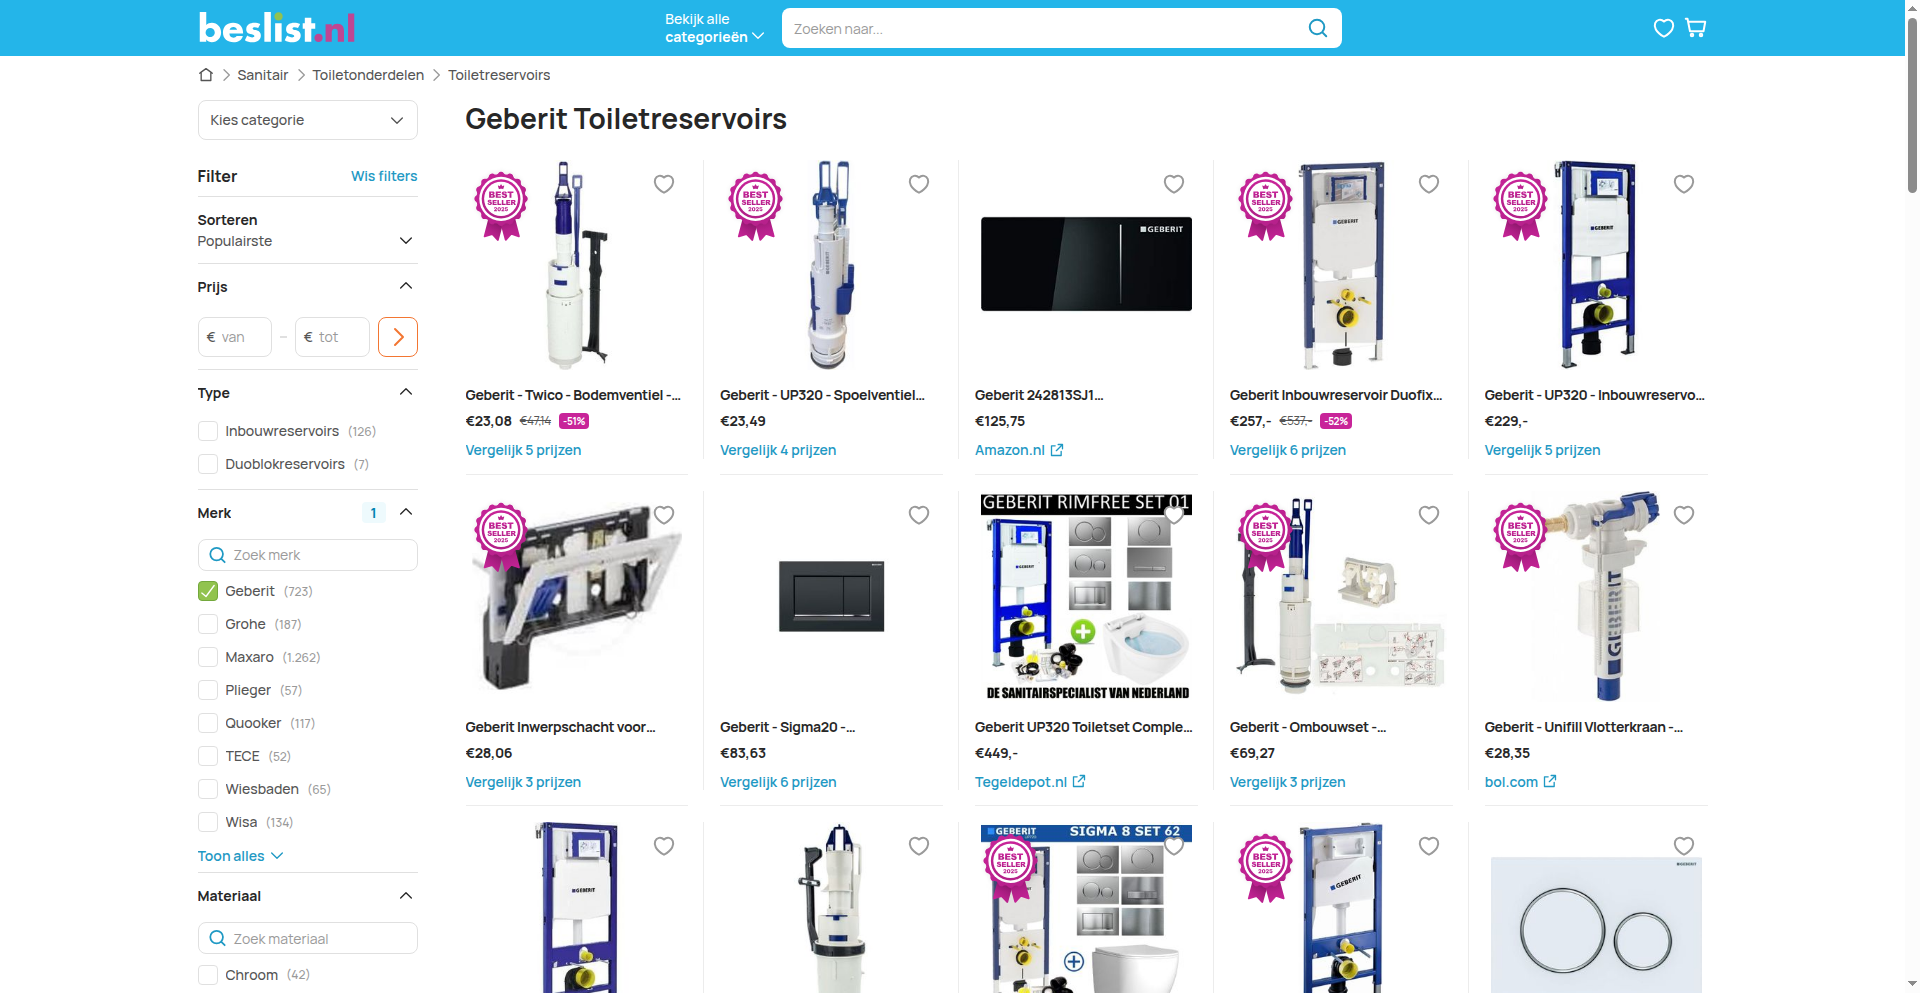 beslist.nl
Bekijk alle
categorieën
Zoeken naar...
Sanitair
Toiletonderdelen
Toiletreservoirs
Kies categorie
Geberit Toiletreservoirs
Filter
Wis filters
Sorteren
Populairste
Prijs
€ van
–
€ tot
Type
Inbouwreservoirs (126)
Duoblokreservoirs (7)
Merk
1
Zoek merk
Geberit (723)
Grohe (187)
Maxaro (1.262)
Plieger (57)
Quooker (117)
TECE (52)
Wiesbaden (65)
Wisa (134)
Toon alles
Materiaal
Zoek materiaal
Chroom (42)
BEST
SELLER
2025
Geberit - Twico - Bodemventiel -...
€23,08 €47,14 -51%
Vergelijk 5 prijzen
BEST
SELLER
2025
Geberit - UP320 - Spoelventiel...
€23,49
Vergelijk 4 prijzen
GEBERIT
Geberit 242813SJ1...
€125,75
Amazon.nl
BEST
SELLER
2025
GEBERIT
Geberit Inbouwreservoir Duofix...
€257,- €537,- -52%
Vergelijk 6 prijzen
BEST
SELLER
2025
GEBERIT
Geberit - UP320 - Inbouwreservo...
€229,-
Vergelijk 5 prijzen
BEST
SELLER
2025
Geberit Inwerpschacht voor...
€28,06
Vergelijk 3 prijzen
Geberit - Sigma20 -...
€83,63
Vergelijk 6 prijzen
GEBERIT RIMFREE SET 01
GEBERIT
DE SANITAIRSPECIALIST VAN NEDERLAND
Geberit UP320 Toiletset Comple...
€449,-
Tegeldepot.nl
BEST
SELLER
2025
Geberit - Ombouwset -...
€69,27
Vergelijk 3 prijzen
BEST
SELLER
2025
GEBERIT
Geberit - Unifill Vlotterkraan -...
€28,35
bol.com
GEBERIT
GEBERIT
SIGMA 8 SET 62
BEST
SELLER
2025
BEST
SELLER
2025
GEBERIT
GEBERIT